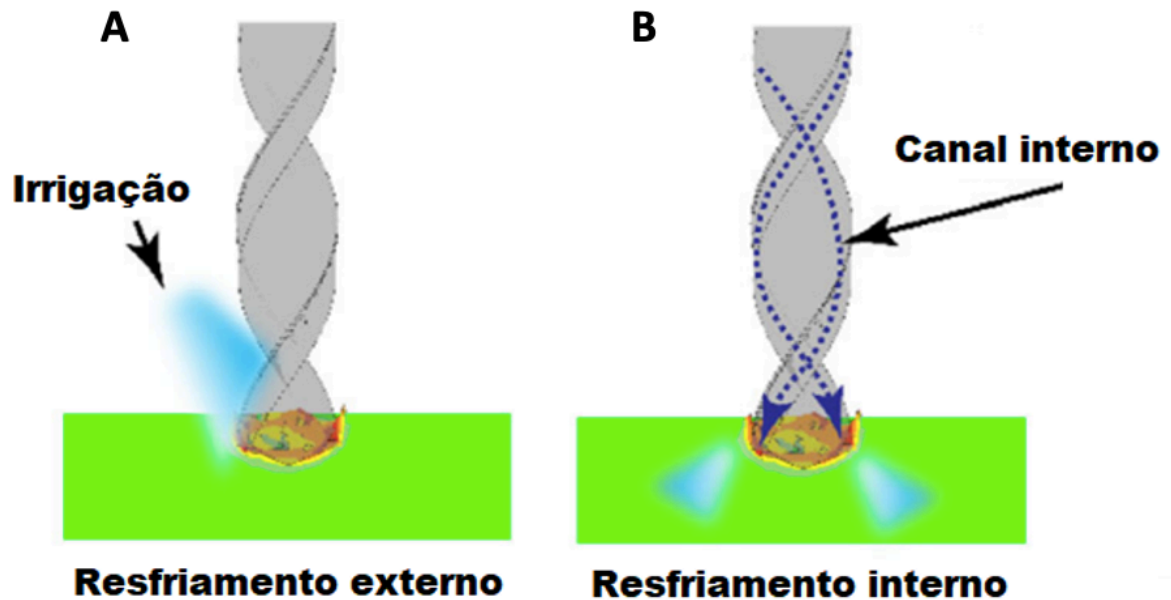 A
B
Canal interno
Irrigação
Resfriamento externo
Resfriamento interno